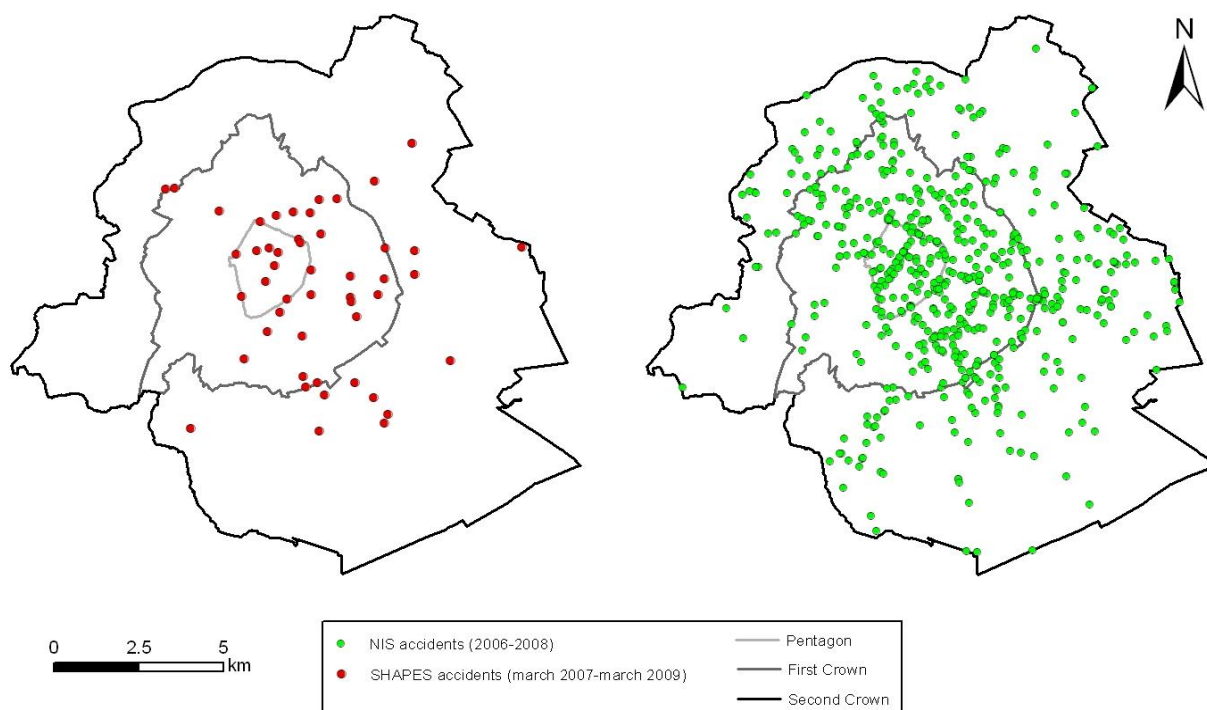 N
0 2.5 5
km
NIS accidents (2006-2008)
SHAPES accidents (march 2007-march 2009)
Pentagon
First Crown
Second Crown